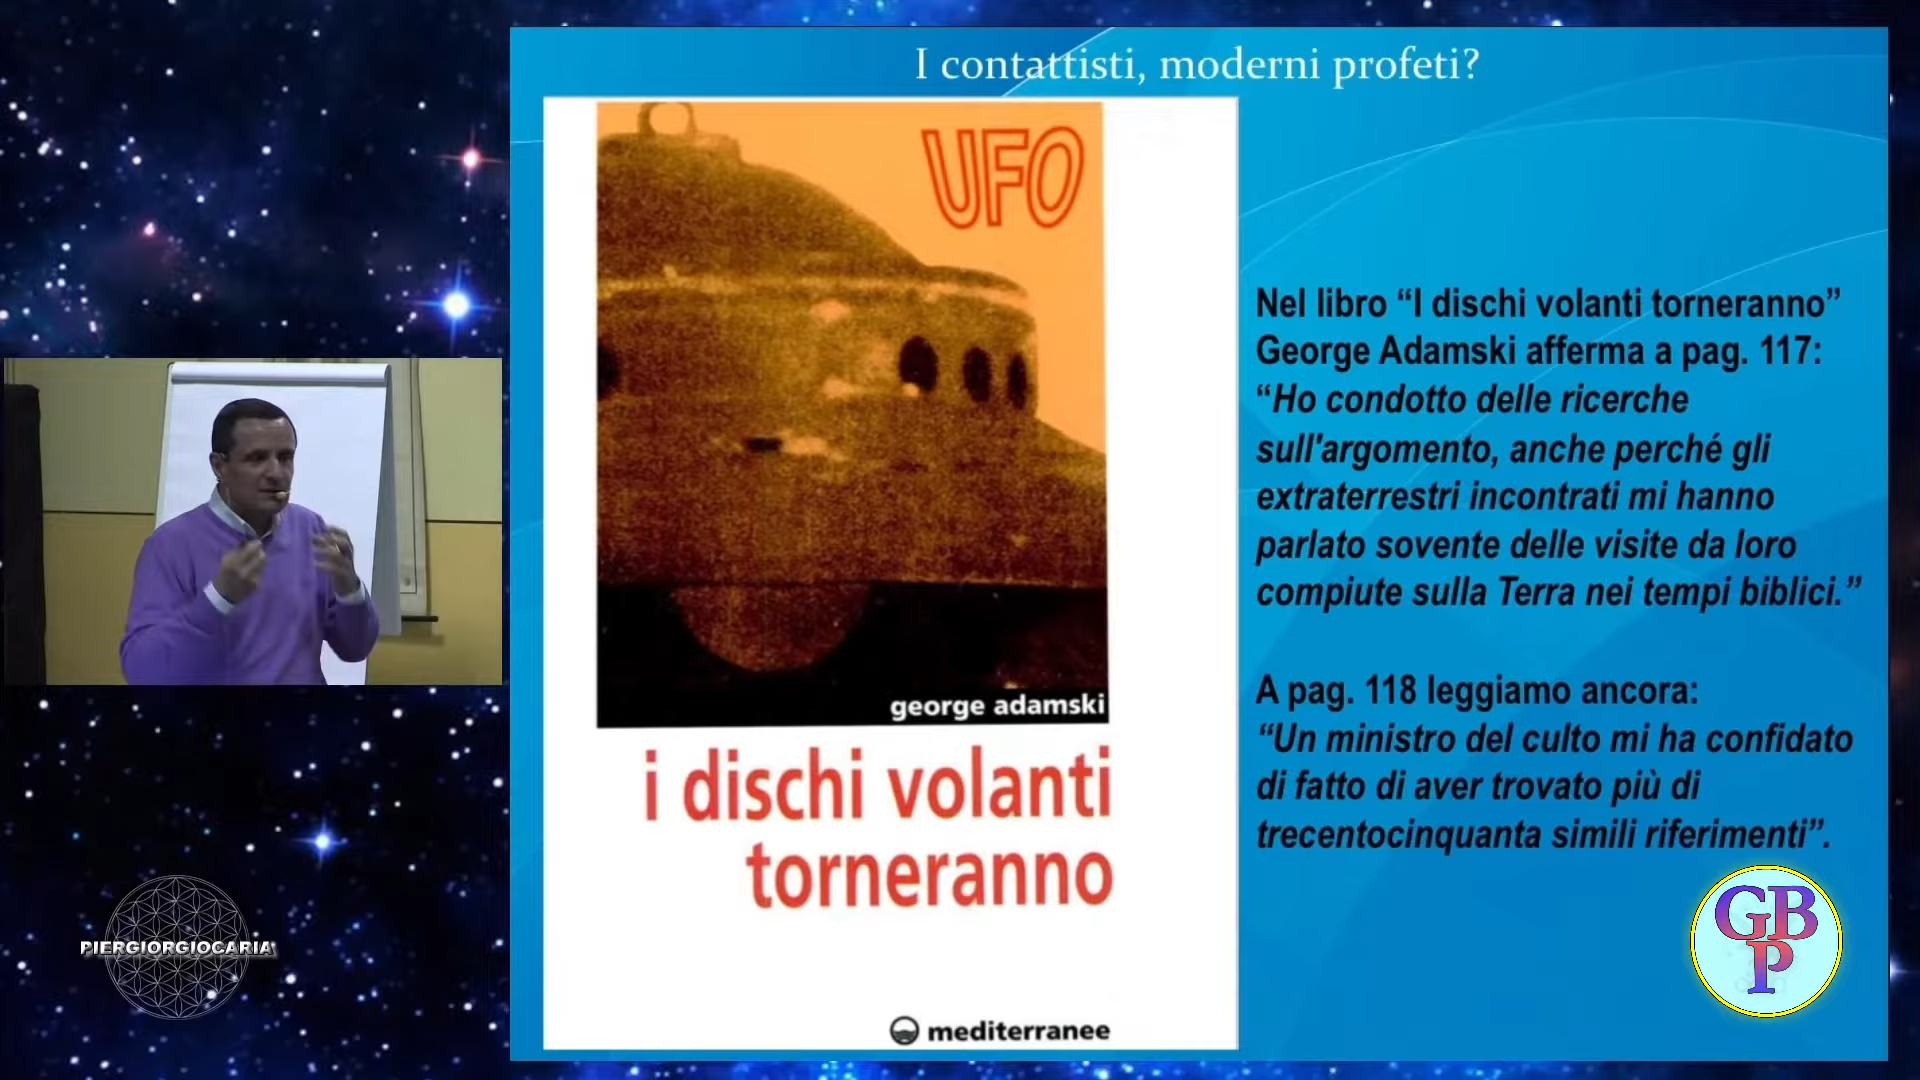 I contattisti, moderni profeti?
UFO
george adamski
i dischi volanti
torneranno
mediterranee
Nel libro “I dischi volanti torneranno”
George Adamski afferma a pag. 117:
“Ho condotto delle ricerche
sull'argomento, anche perché gli
extraterrestri incontrati mi hanno
parlato sovente delle visite da loro
compiute sulla Terra nei tempi biblici.”
A pag. 118 leggiamo ancora:
“Un ministro del culto mi ha confidato
di fatto di aver trovato più di
trecentocinquanta simili riferimenti”.
PIERGIORGIOCARIA
GBP